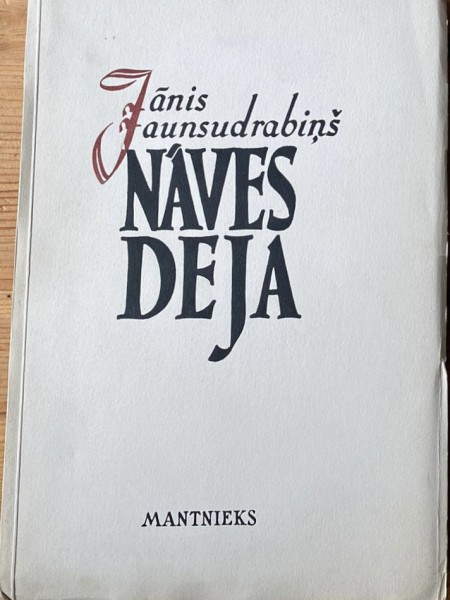 Jānis
Jaunsudrabiņš
NĀVES
DEJA
MANTNIEKS